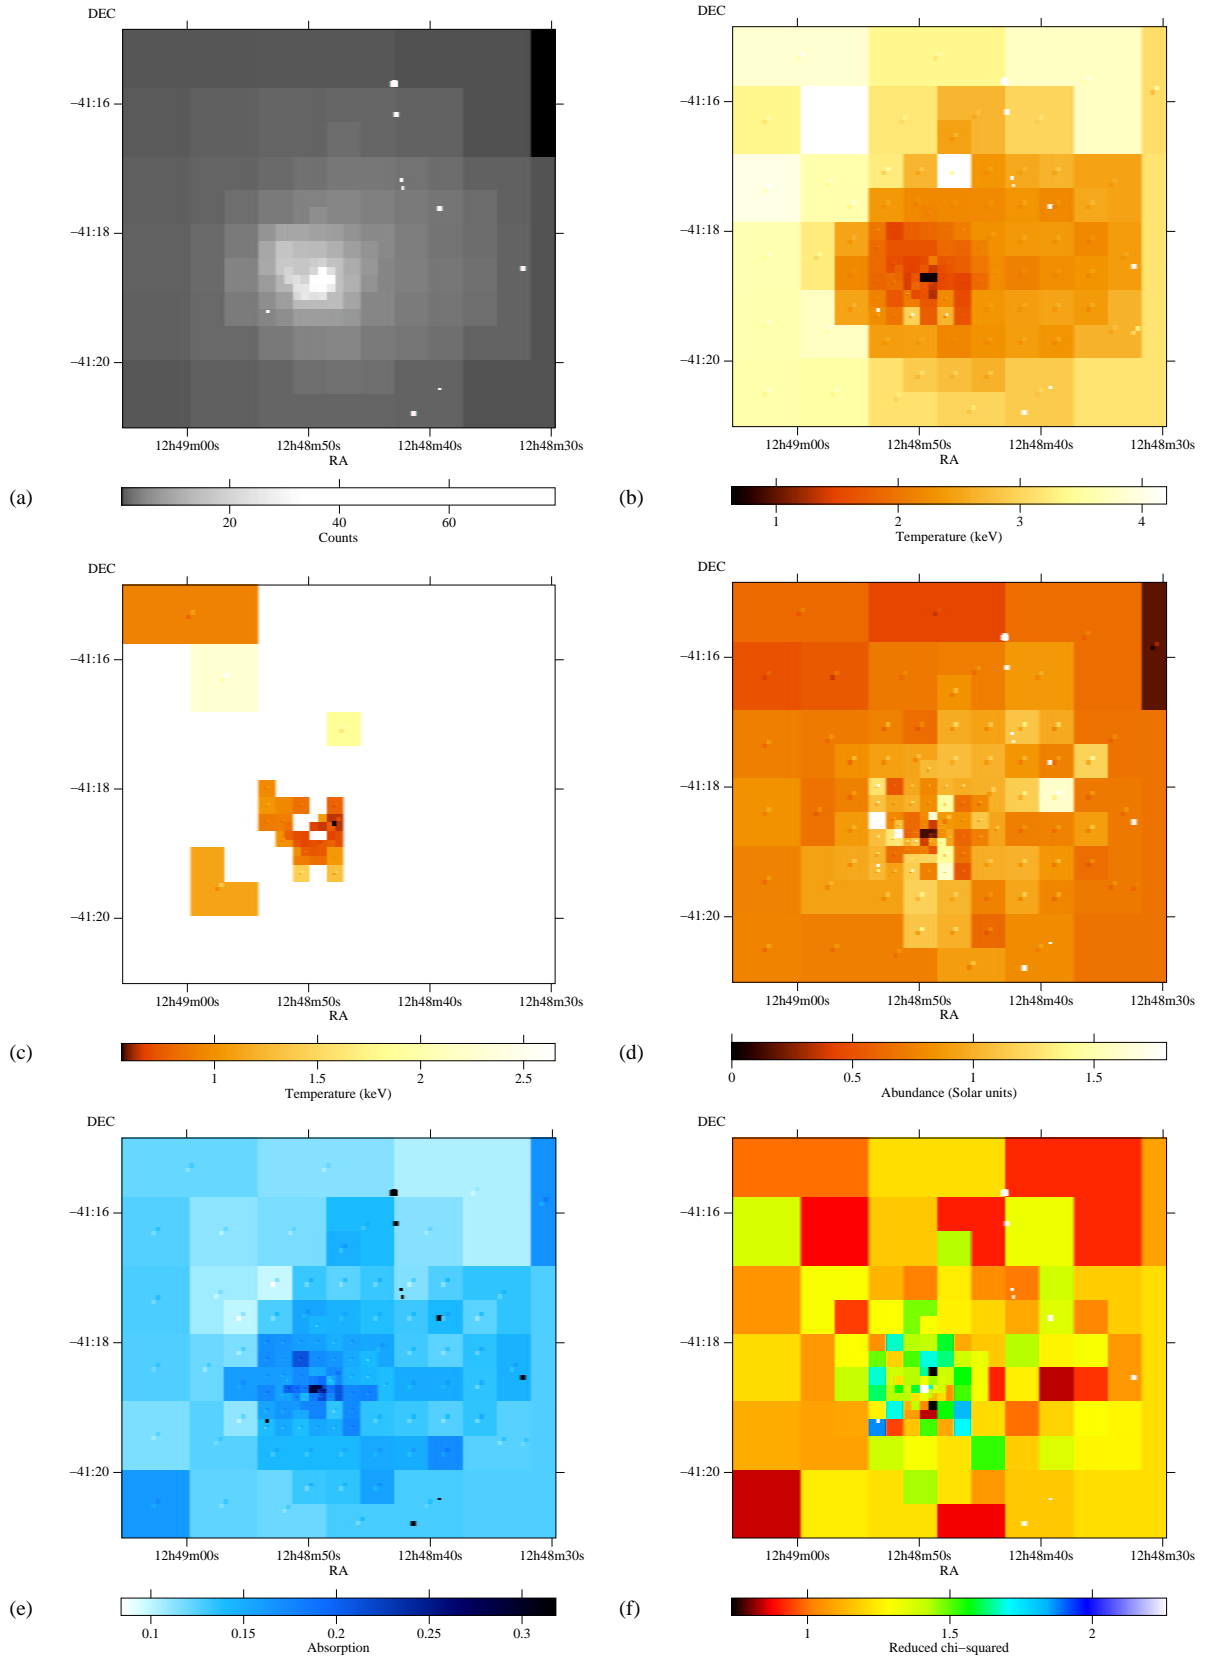 DEC
−41:16
−41:18
−41:20
12h49m00s 12h48m50s 12h48m40s 12h48m30s
RA
(a)
20 40 60
Counts
DEC
−41:16
−41:18
−41:20
12h49m00s 12h48m50s 12h48m40s 12h48m30s
RA
(b)
1 2 3 4
Temperature (keV)
DEC
−41:16
−41:18
−41:20
12h49m00s 12h48m50s 12h48m40s 12h48m30s
RA
(c)
1 1.5 2 2.5
Temperature (keV)
DEC
−41:16
−41:18
−41:20
12h49m00s 12h48m50s 12h48m40s 12h48m30s
RA
(d)
0 0.5 1 1.5
Abundance (Solar units)
DEC
−41:16
−41:18
−41:20
12h49m00s 12h48m50s 12h48m40s 12h48m30s
RA
(e)
0.1 0.15 0.2 0.25 0.3
Absorption
DEC
−41:16
−41:18
−41:20
12h49m00s 12h48m50s 12h48m40s 12h48m30s
RA
(f)
1 1.5 2
Reduced chi−squared